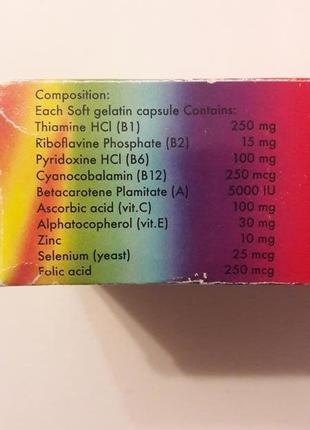 Composition:
Each Soft gelatin capsule Contains:
Thiamine HCl (B1) 250 mg
Riboflavine Phosphate (B2) 15 mg
Pyridoxine HCl (B6) 100 mg
Cyanocobalamin (B12) 250 mcg
Betacarotene Plamitate (A) 5000 IU
Ascorbic acid (vit.C) 100 mg
Alphatocopherol (vit.E) 30 mg
Zinc 10 mg
Selenium (yeast) 25 mcg
Folic acid 250 mcg